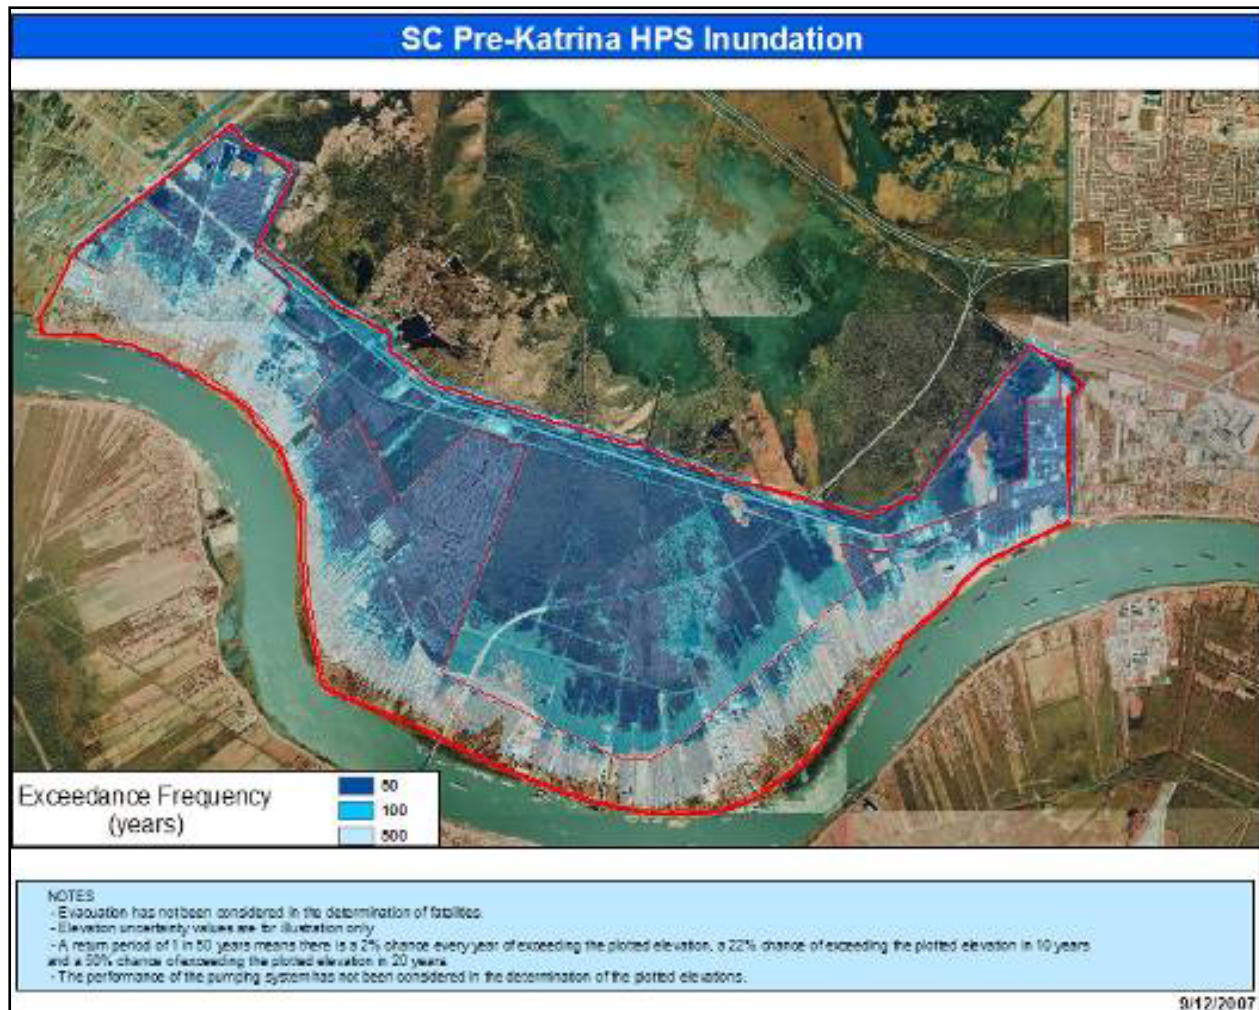 SC Pre-Katrina HPS Inundation
Exceedance Frequency
(years)
50
100
500
NOTES
- Evacuation has not been considered in the determination of fatalities.
- Elevation uncertainty values are for illustration only
- A return period of 1 in 50 years means there is a 2% chance every year of exceeding the plotted elevation, a 22% chance of exceeding the plotted elevation in 10 years
and a 50% chance of exceeding the plotted elevation in 20 years.
- The performance of the pumping system has not been considered in the determination of the plotted elevations.
9/12/2007